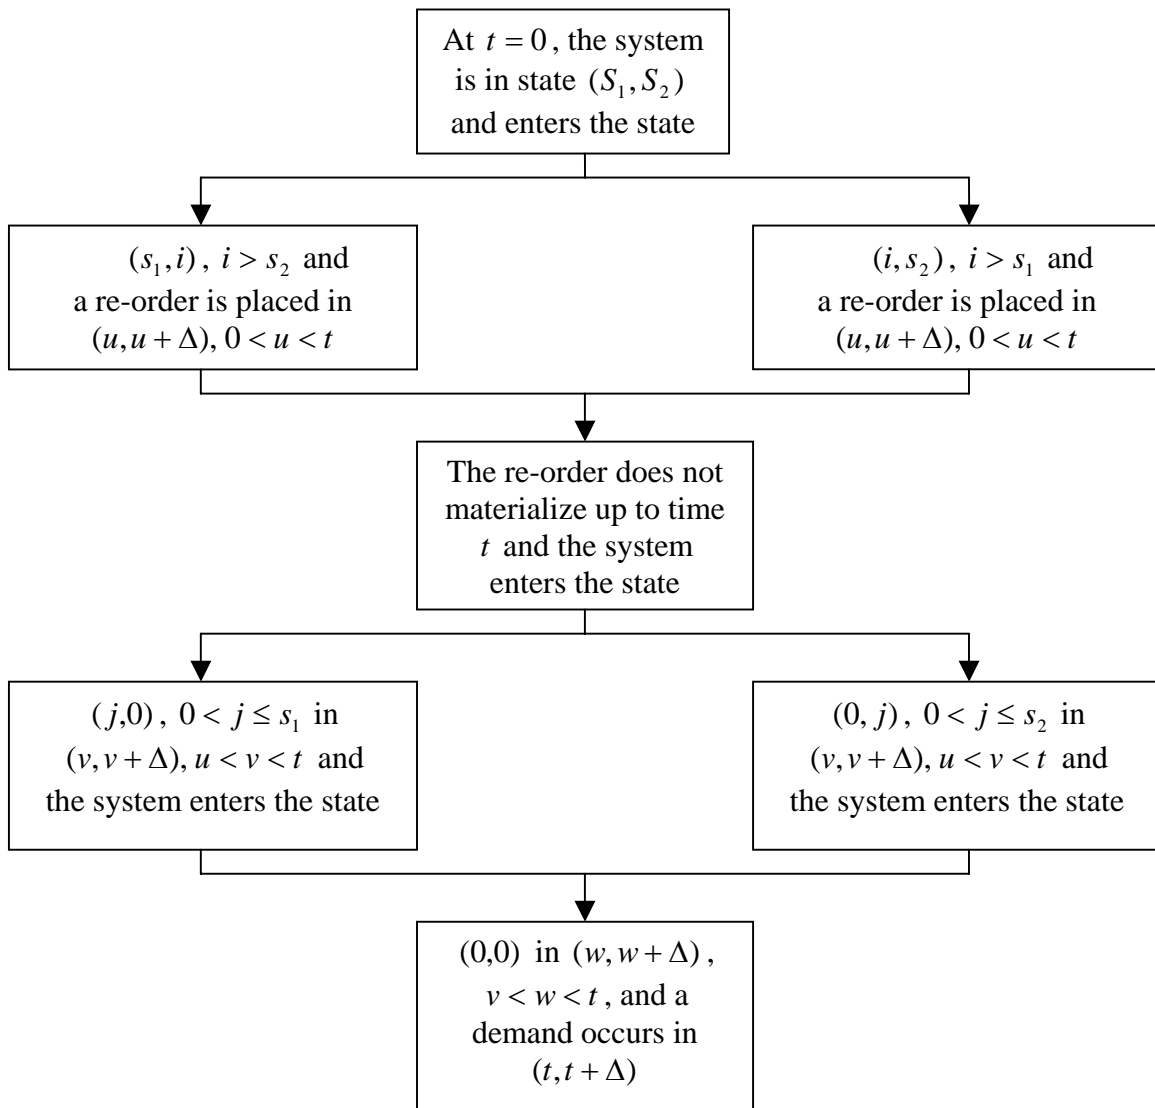 At t = 0, the system
is in state (S₁, S₂)
and enters the state
(s₁, i), i > s₂ and
a re-order is placed in
(u, u + Δ), 0 < u < t
(i, s₂), i > s₁ and
a re-order is placed in
(u, u + Δ), 0 < u < t
The re-order does not
materialize up to time
t and the system
enters the state
(j,0), 0 < j ≤ s₁ in
(v, v + Δ), u < v < t and
the system enters the state
(0, j), 0 < j ≤ s₂ in
(v, v + Δ), u < v < t and
the system enters the state
(0,0) in (w, w + Δ),
v < w < t, and a
demand occurs in
(t, t + Δ)